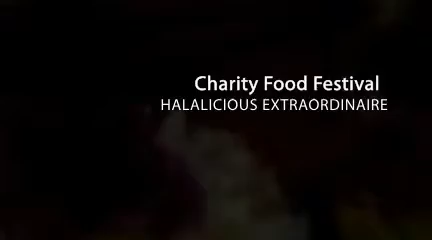 Charity Food Festival
HALALICIOUS EXTRAORDINAIRE